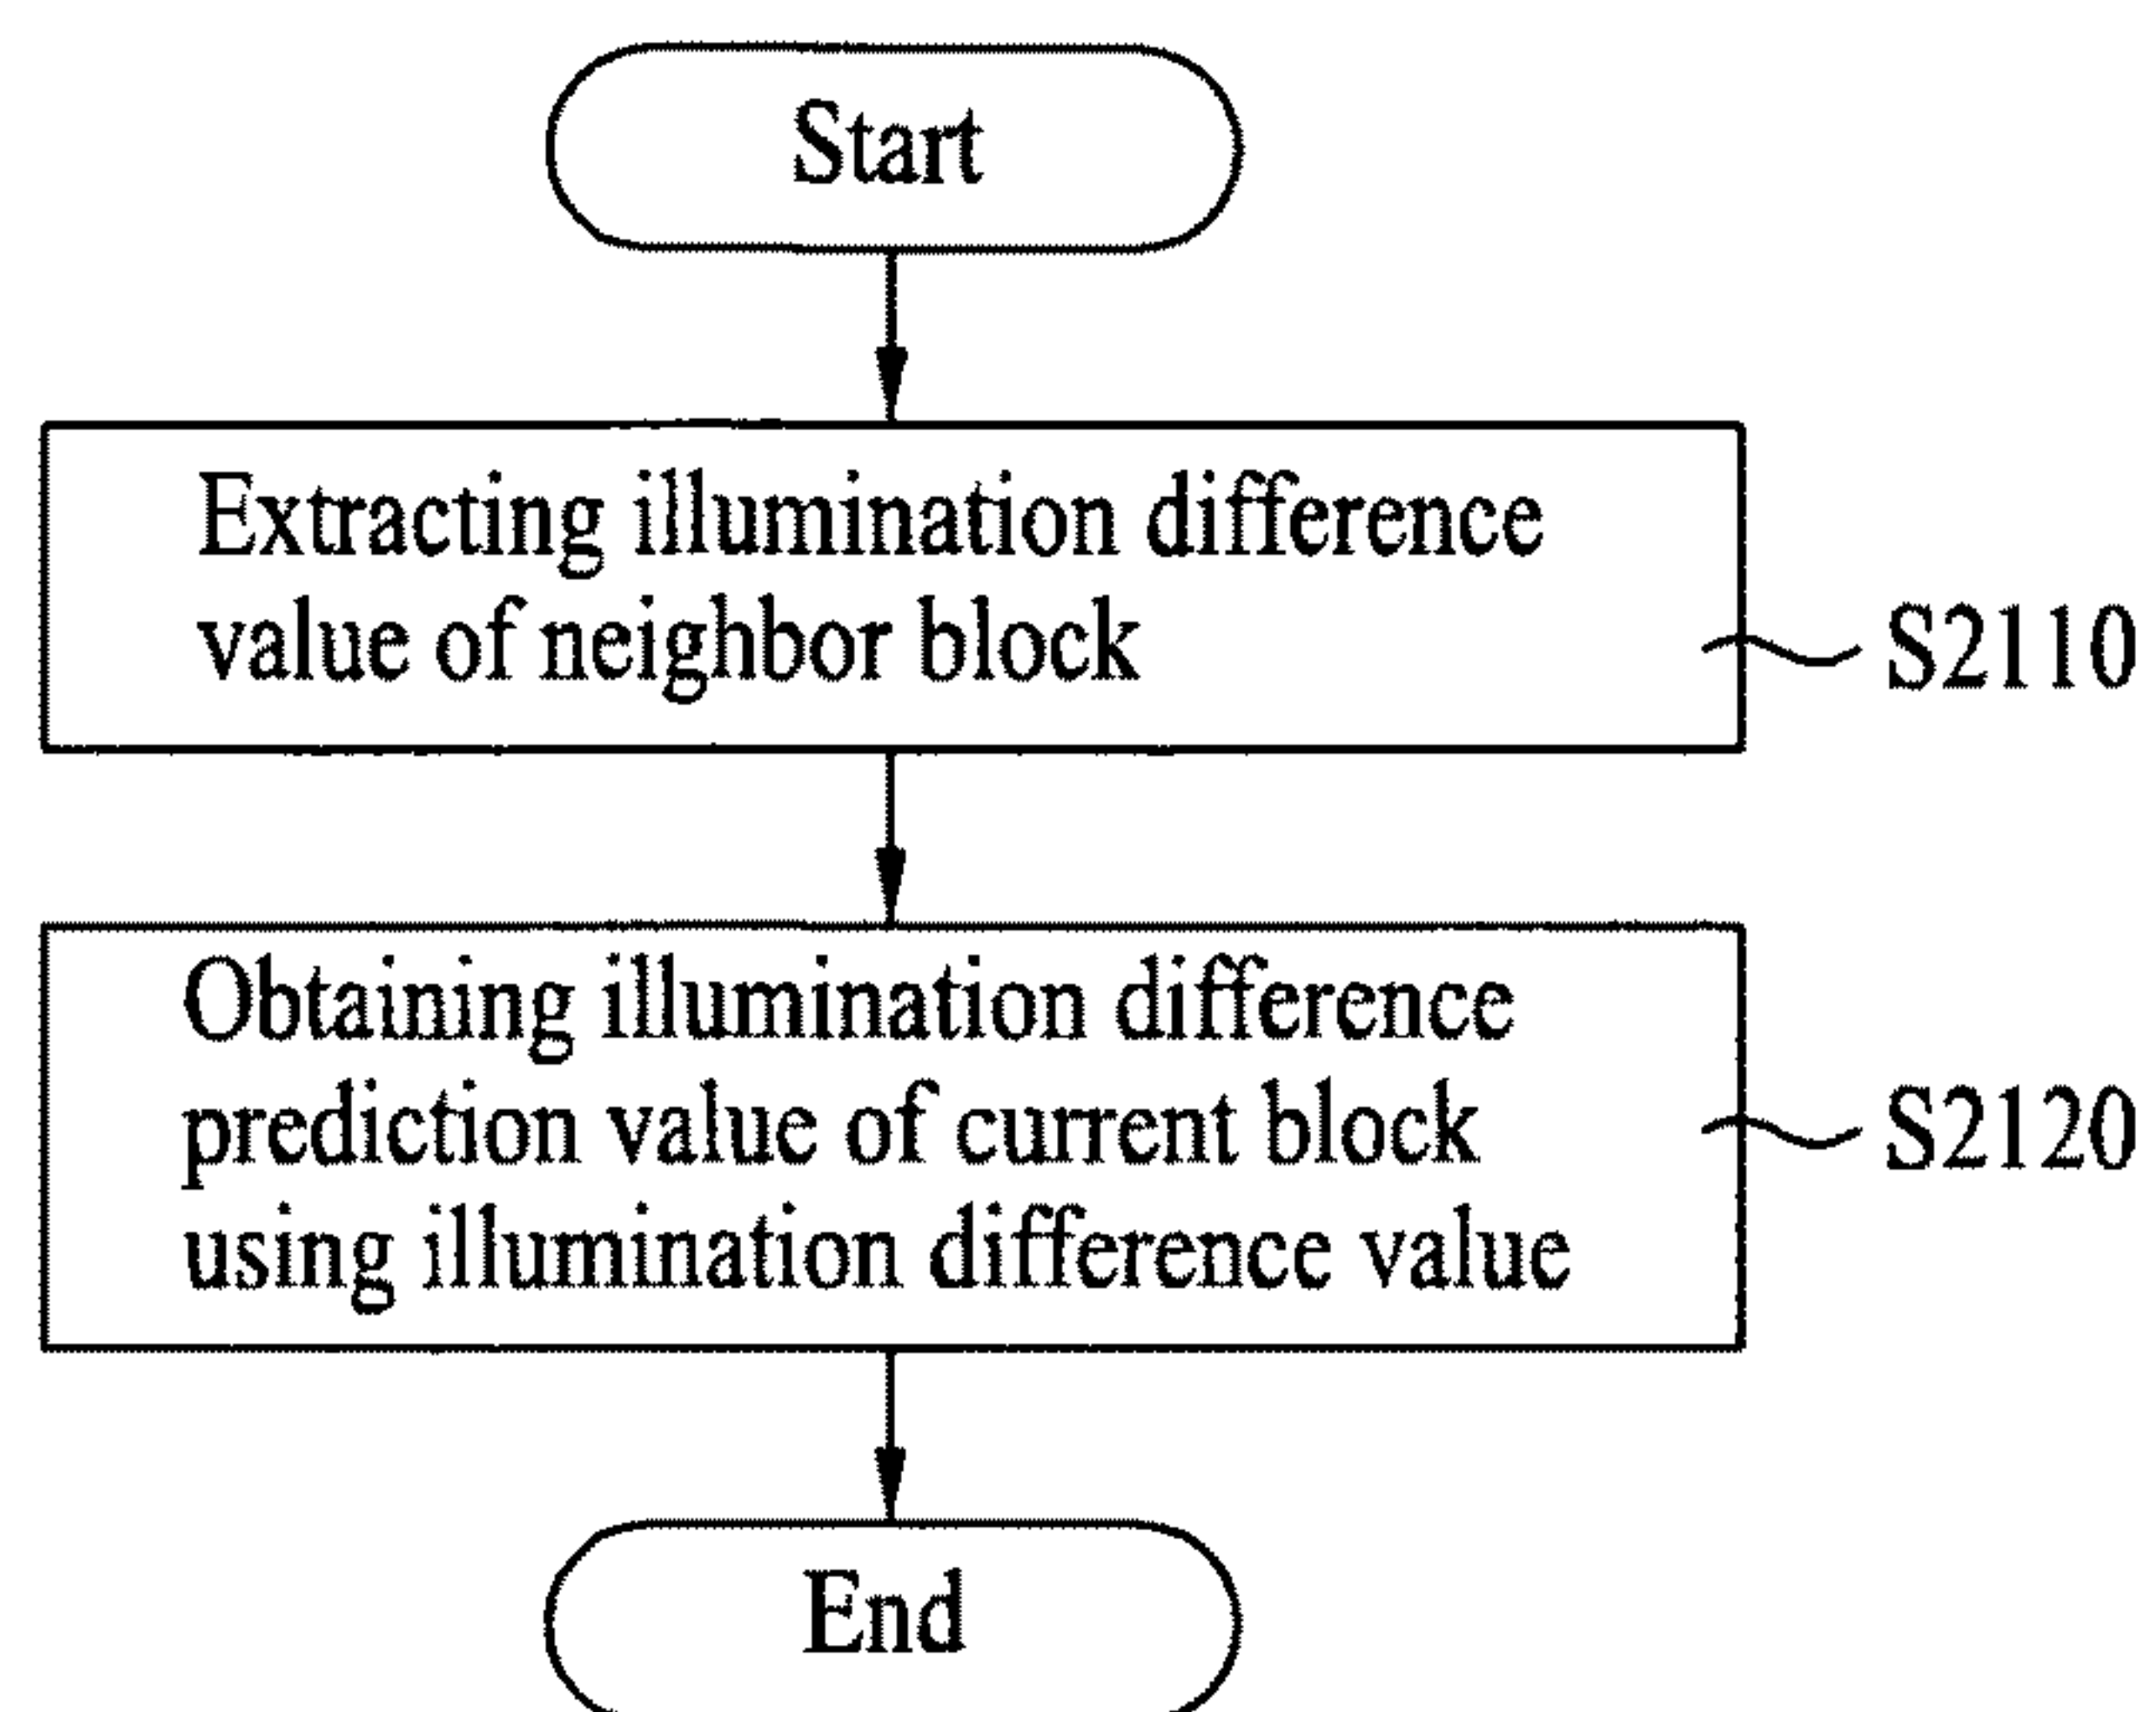 Start
Extracting illumination difference
value of neighbor block
S2110
Obtaining illumination difference
prediction value of current block
using illumination difference value
S2120
End